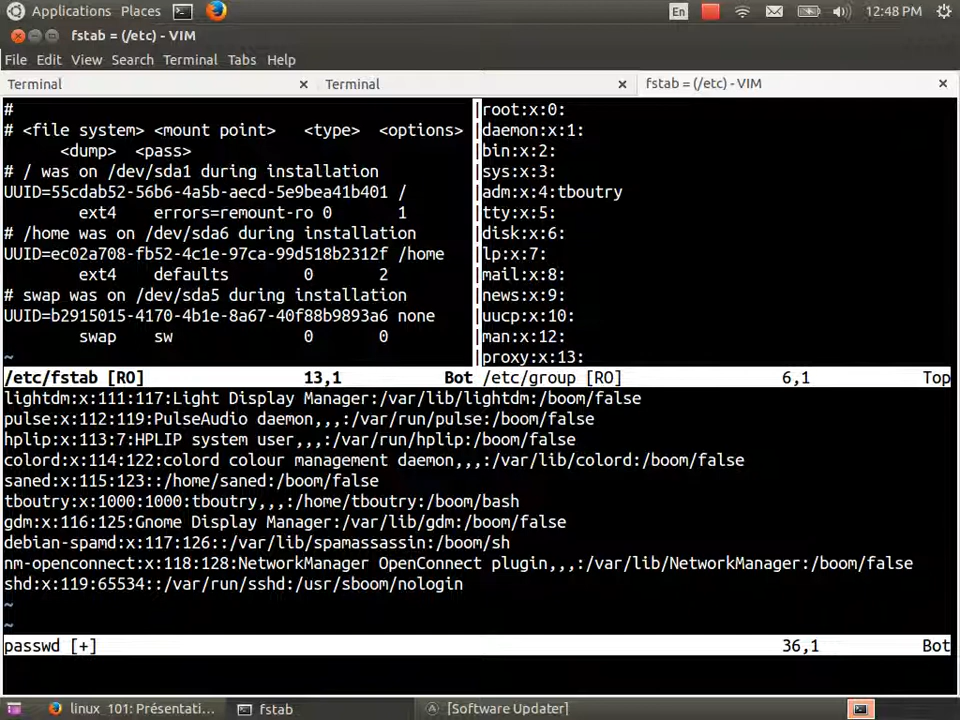 Applications Places En 12:48 PM
fstab = (/etc) - VIM
File Edit View Search Terminal Tabs Help
Terminal × Terminal × fstab = (/etc) - VIM ×
#
# <file system> <mount point>   <type>  <options>
      <dump>  <pass>
# / was on /dev/sda1 during installation
UUID=55cdab52-56b6-4a5b-aecd-5e9bea41b401 /
        ext4    errors=remount-ro 0       1
# /home was on /dev/sda6 during installation
UUID=ec02a708-fb52-4c1e-97ca-99d518b2312f /home
        ext4    defaults        0       2
# swap was on /dev/sda5 during installation
UUID=b2915015-4170-4b1e-8a67-40f88b9893a6 none
        swap    sw              0       0
~
/etc/fstab [RO] 13,1 Bot
root:x:0:
daemon:x:1:
bin:x:2:
sys:x:3:
adm:x:4:tboutry
tty:x:5:
disk:x:6:
lp:x:7:
mail:x:8:
news:x:9:
uucp:x:10:
man:x:12:
proxy:x:13:
/etc/group [RO] 6,1 Top
lightdm:x:111:117:Light Display Manager:/var/lib/lightdm:/boom/false
pulse:x:112:119:PulseAudio daemon,,,:/var/run/pulse:/boom/false
hplip:x:113:7:HPLIP system user,,,:/var/run/hplip:/boom/false
colord:x:114:122:colord colour management daemon,,,:/var/lib/colord:/boom/false
saned:x:115:123::/home/saned:/boom/false
tboutry:x:1000:1000:tboutry,,,:/home/tboutry:/boom/bash
gdm:x:116:125:Gnome Display Manager:/var/lib/gdm:/boom/false
debian-spamd:x:117:126::/var/lib/spamassassin:/boom/sh
nm-openconnect:x:118:128:NetworkManager OpenConnect plugin,,,:/var/lib/NetworkManager:/boom/false
shd:x:119:65534::/var/run/sshd:/usr/sboom/nologin
~
~
passwd [+] 36,1 Bot
linux 101: Présentati... fstab [Software Updater]